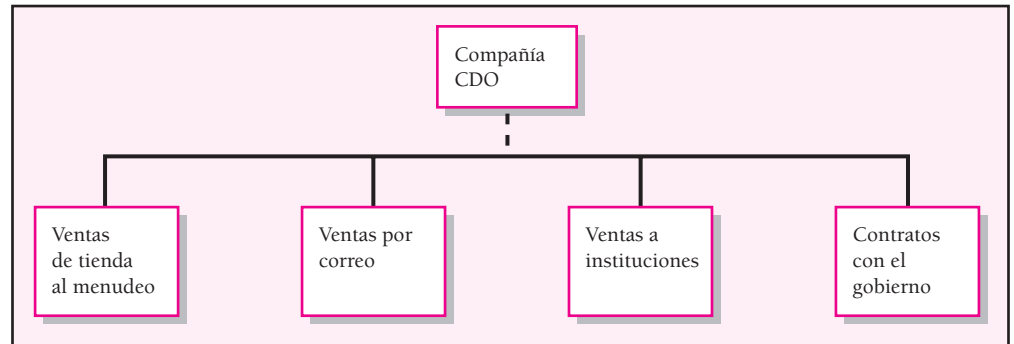 Compañía
CDO
Ventas
de tienda
al menudeo
Ventas por
correo
Ventas a
instituciones
Contratos
con el
gobierno